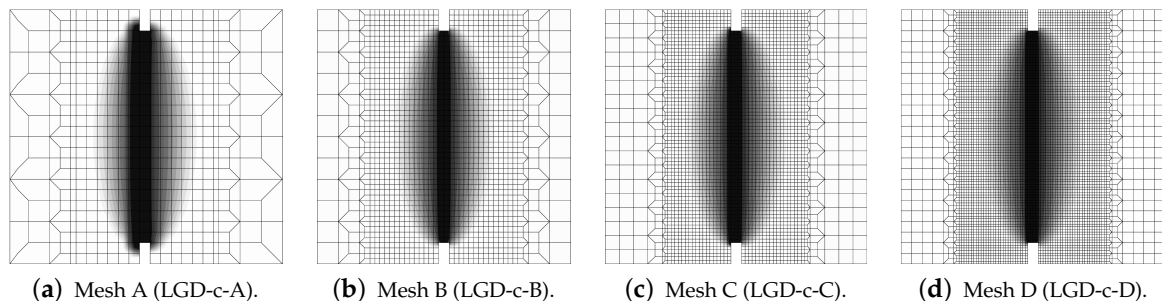 (a) Mesh A (LGD-c-A).
(b) Mesh B (LGD-c-B).
(c) Mesh C (LGD-c-C).
(d) Mesh D (LGD-c-D).